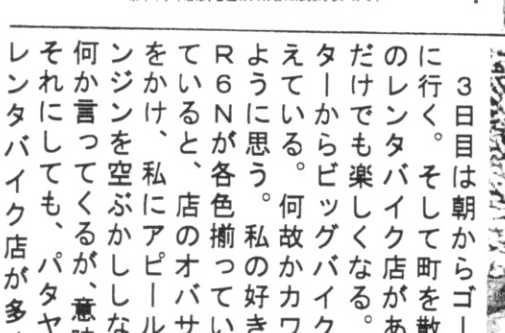 3日目は朝からゴー
に行く。そして町を散
のレンタバイク店があ
だけでも楽しくなる。
ターからビッグバイク
えている。何故かカワ
ように思う。私の好き
R6Nが各色揃ってい
ていると、店のオバサ
をかけ、私にアピール
ンジンを空ぶかししな
何か言ってくるが、意味
それにしても、パタヤ
レンタバイク店が多